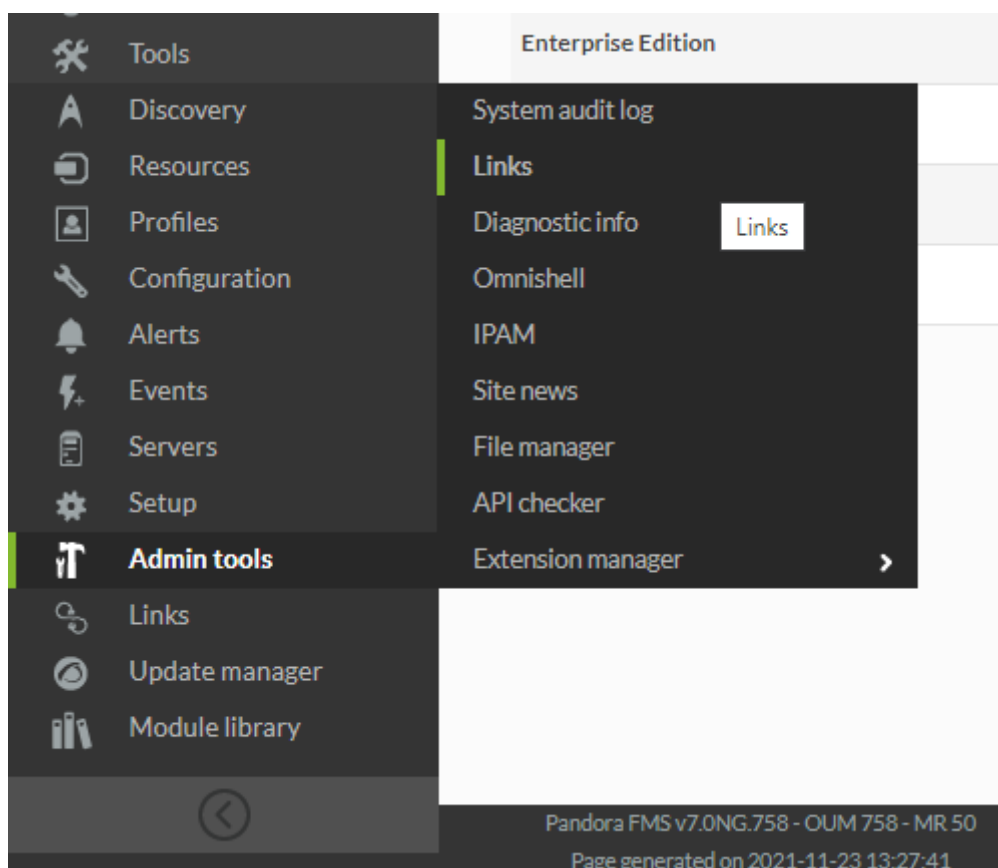 Enterprise Edition
Tools
Discovery
Resources
Profiles
Configuration
Alerts
Events
Servers
Setup
Admin tools
Links
Update manager
Module library
System audit log
Links
Diagnostic info
Links
Omnishell
IPAM
Site news
File manager
API checker
Extension manager
Pandora FMS v7.0NG.758 - OUM 758 - MR 50
Page generated on 2021-11-23 13:27:41